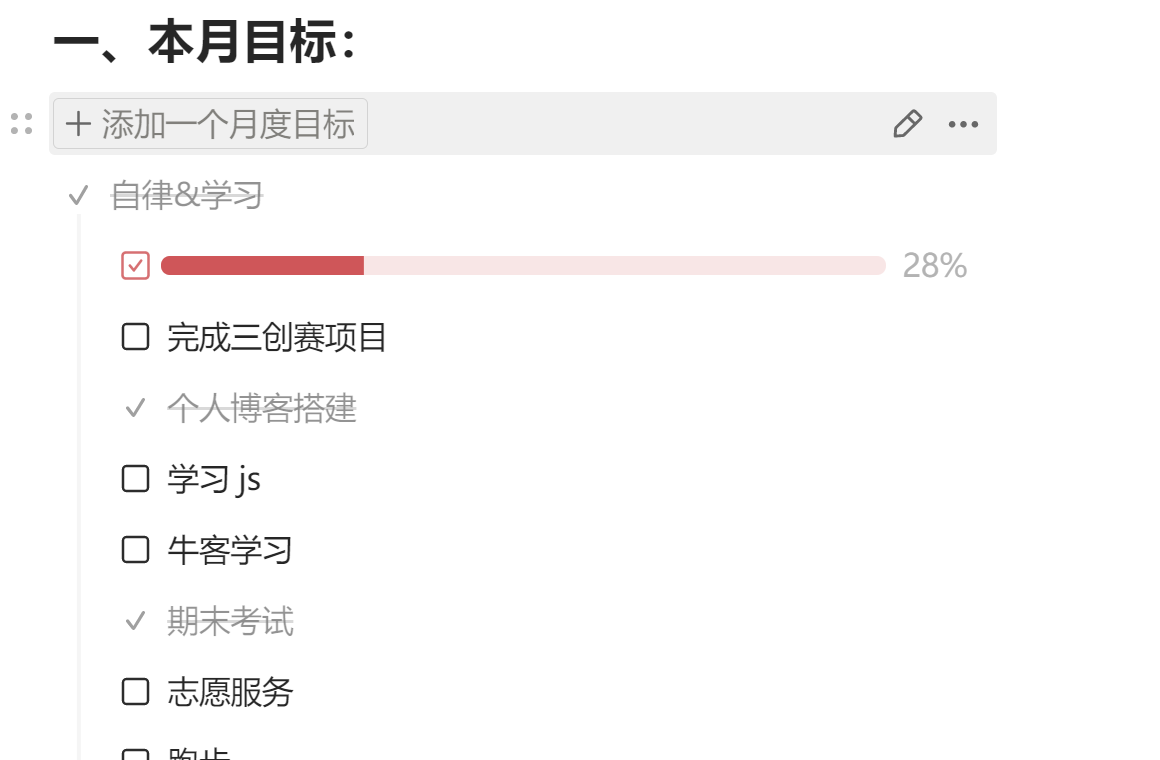 一、本月目标：
添加一个月度目标
自律&学习
28%
完成三创赛项目
个人博客搭建
学习 js
牛客学习
期末考试
志愿服务
跑步